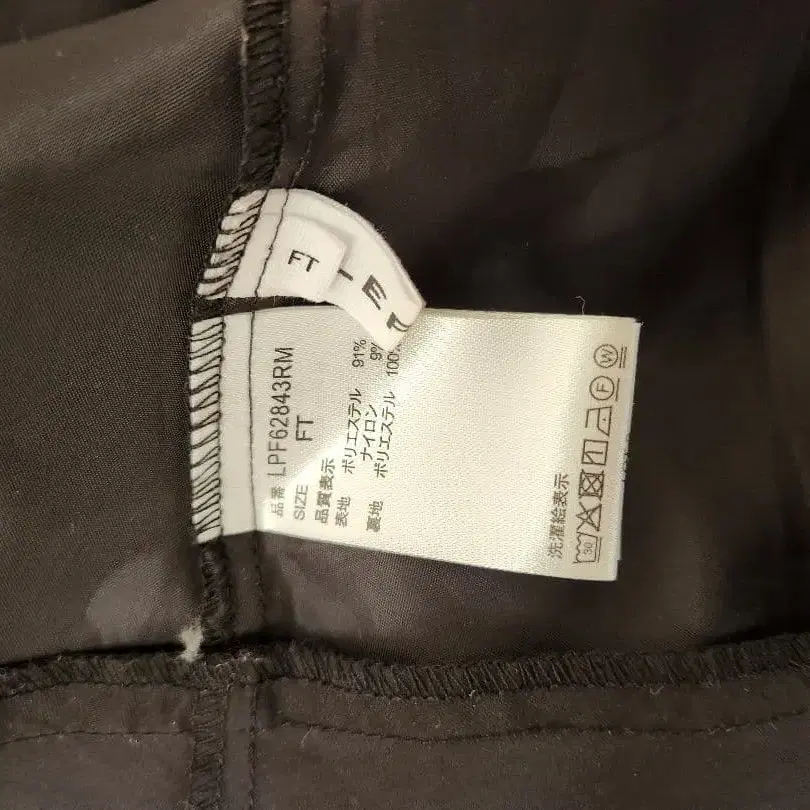 FT
品番 LPF62843RM
SIZE FT
品質表示
表地 ポリエステル 91%
ナイロン 9%
裏地 ポリエステル 100%
洗濯絵表示
30
F
W